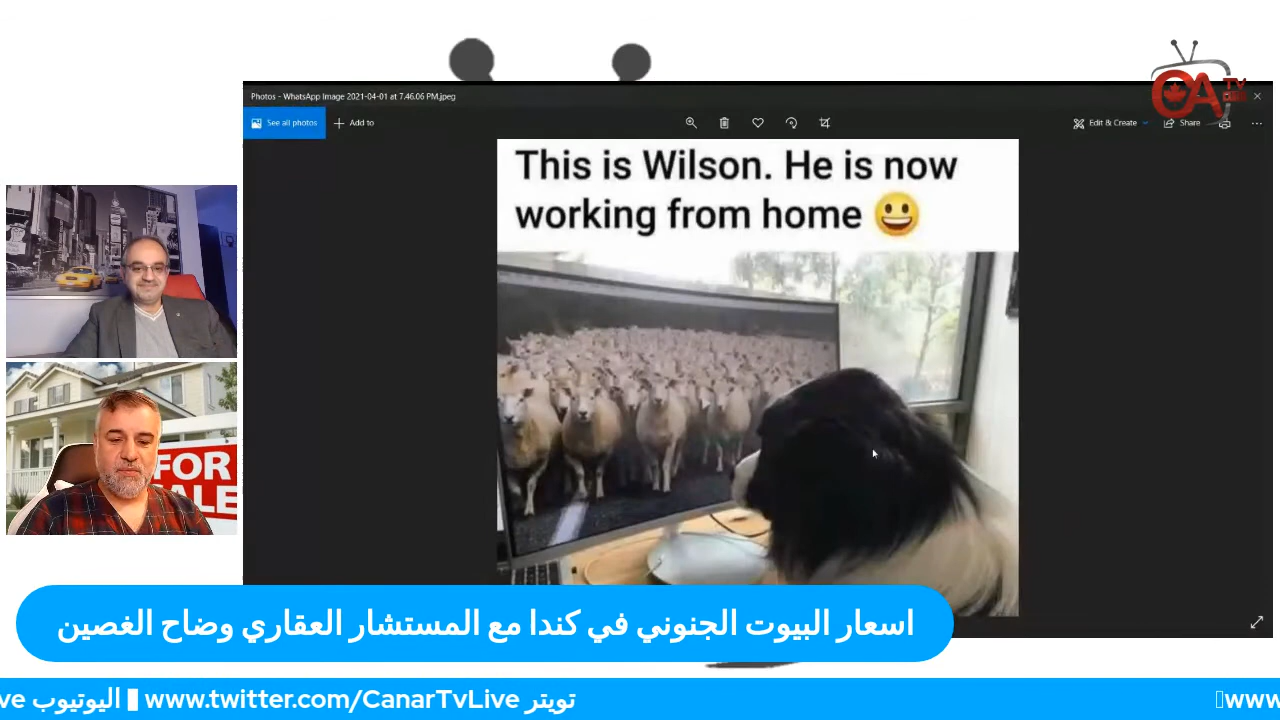 Photos - WhatsApp Image 2021-04-01 at 7.46.06 PM.jpeg
See all photos
Add to
Edit & Create
Share
This is Wilson. He is now
working from home 😀
TV
FOR
SALE
اسعار البيوت الجنوني في كندا مع المستشار العقاري وضاح الغصين
تويتر www.twitter.com/CanarTvLive اليوتيوب
www